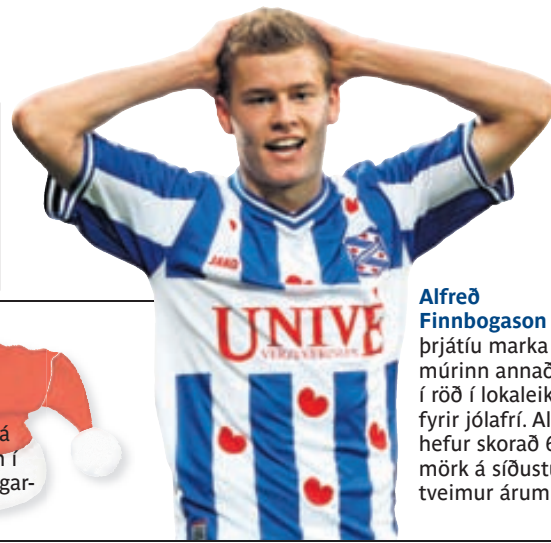 JAKO
UNIVÉ
VERZEKERINGEN
á
í
gar-
Alfreð
Finnbogason
þrjátíu marka
múrinn annað
í röð í lokaleik
fyrir jólafrí. Al
hefur skorað 6
mörk á síðustu
tveimur árum